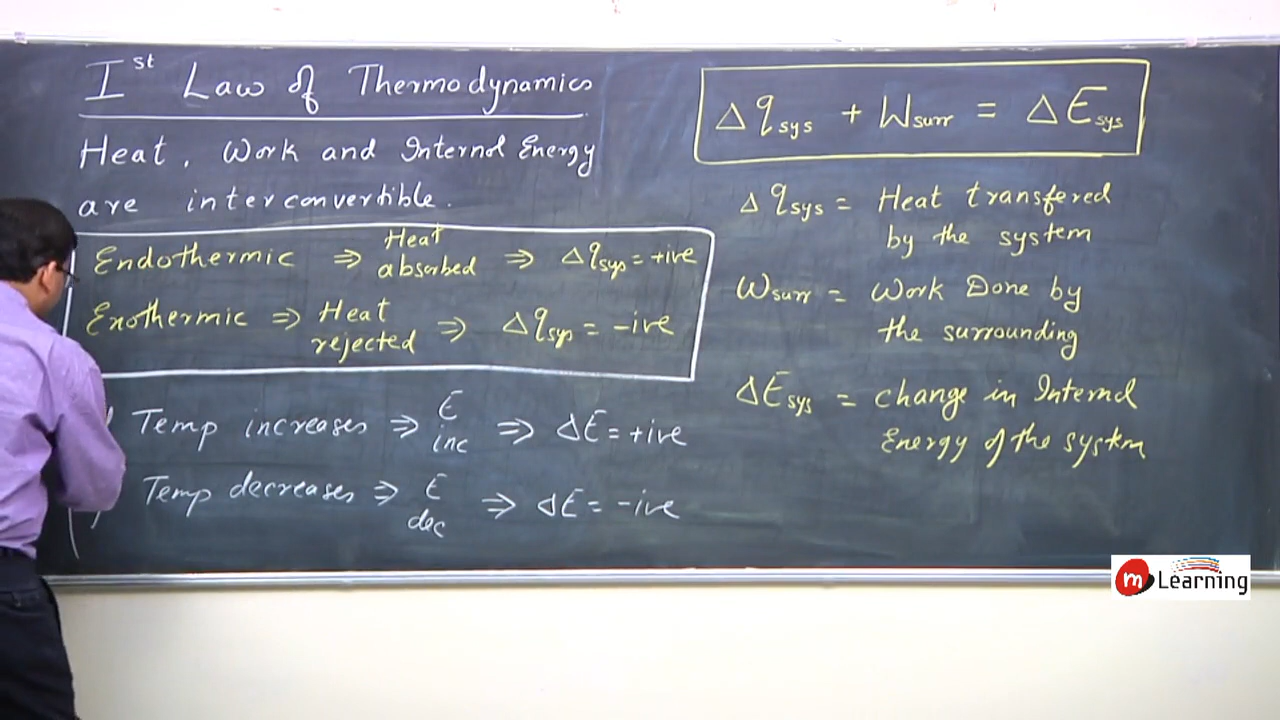 Ist Law of Thermodynamics
Heat, Work and Internal Energy
are interconvertible.
Endothermic ⇒ Heat absorbed ⇒ Δqsys = +ive
Exothermic ⇒ Heat rejected ⇒ Δqsys = -ive
Temp increases ⇒ E inc ⇒ ΔE = +ive
Temp decreases ⇒ E dec ⇒ ΔE = -ive
Δqsys + Wsurr = ΔEsys
Δqsys = Heat transfered
by the system
Wsurr = Work Done by
the surrounding
ΔEsys = change in Internal
Energy of the system
m Learning